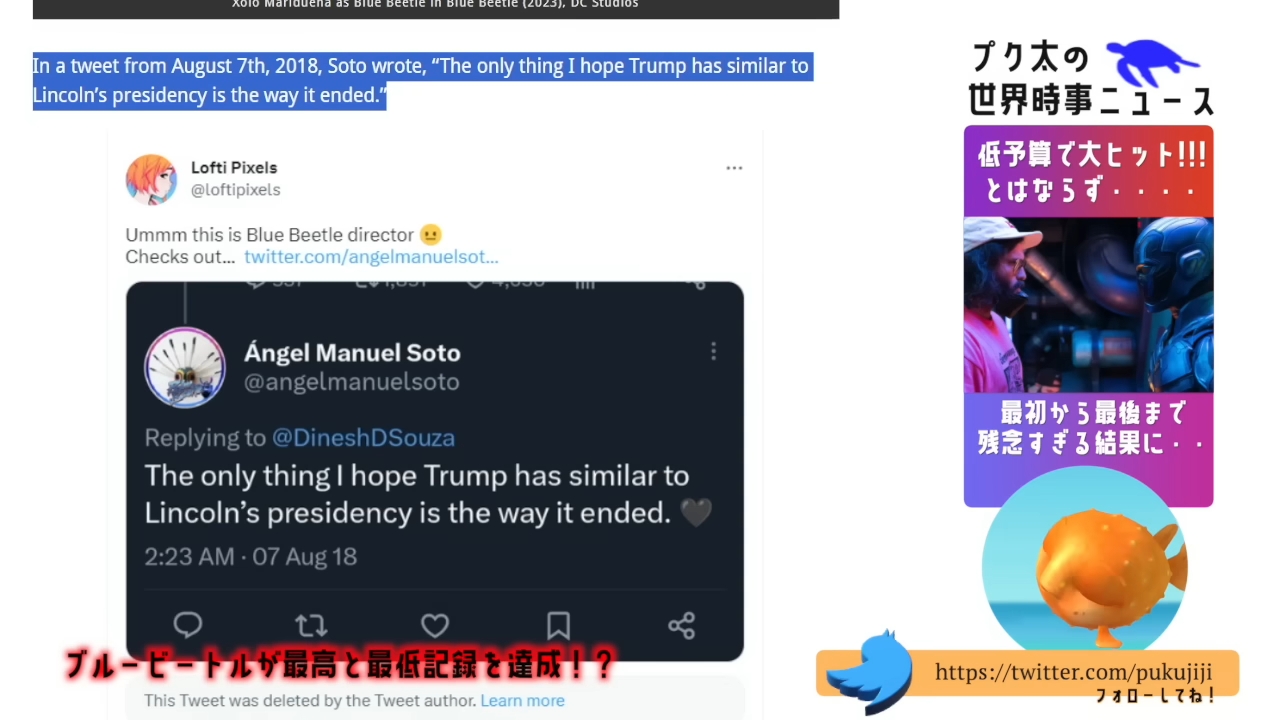 Xolo Maridueña as Blue Beetle in Blue Beetle (2023), DC Studios
In a tweet from August 7th, 2018, Soto wrote, “The only thing I hope Trump has similar to
Lincoln’s presidency is the way it ended.”
Lofti Pixels
@loftipixels
Ummm this is Blue Beetle director 😐
Checks out... twitter.com/angelmanuelsot...
Ángel Manuel Soto
@angelmanuelsoto
Replying to @DineshDSouza
The only thing I hope Trump has similar to
Lincoln’s presidency is the way it ended. 🖤
2:23 AM · 07 Aug 18
ブルービートルが最高と最低記録を達成！？
This Tweet was deleted by the Tweet author. Learn more
プク太の
世界時事ニュース
低予算で大ヒット!!!
とはならず・・・・
最初から最後まで
残念すぎる結果に・・
https://twitter.com/pukujiji
フォローしてね！